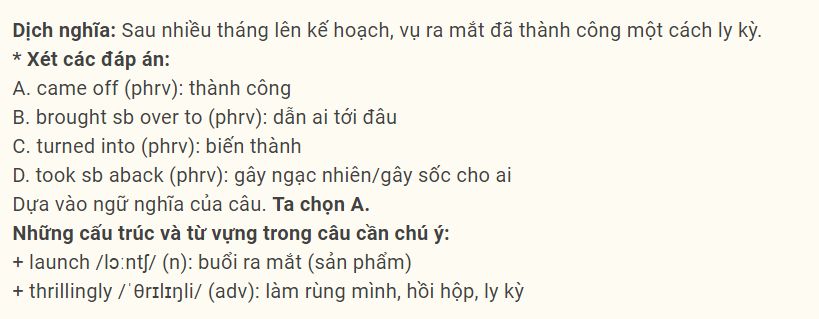 Dịch nghĩa: Sau nhiều tháng lên kế hoạch, vụ ra mắt đã thành công một cách ly kỳ.
* Xét các đáp án:
A. came off (phrv): thành công
B. brought sb over to (phrv): dẫn ai tới đâu
C. turned into (phrv): biến thành
D. took sb aback (phrv): gây ngạc nhiên/gây sốc cho ai
Dựa vào ngữ nghĩa của câu. Ta chọn A.
Những cấu trúc và từ vựng trong câu cần chú ý:
+ launch /lɔːntʃ/ (n): buổi ra mắt (sản phẩm)
+ thrillingly /ˈθrɪlɪŋli/ (adv): làm rùng mình, hồi hộp, ly kỳ